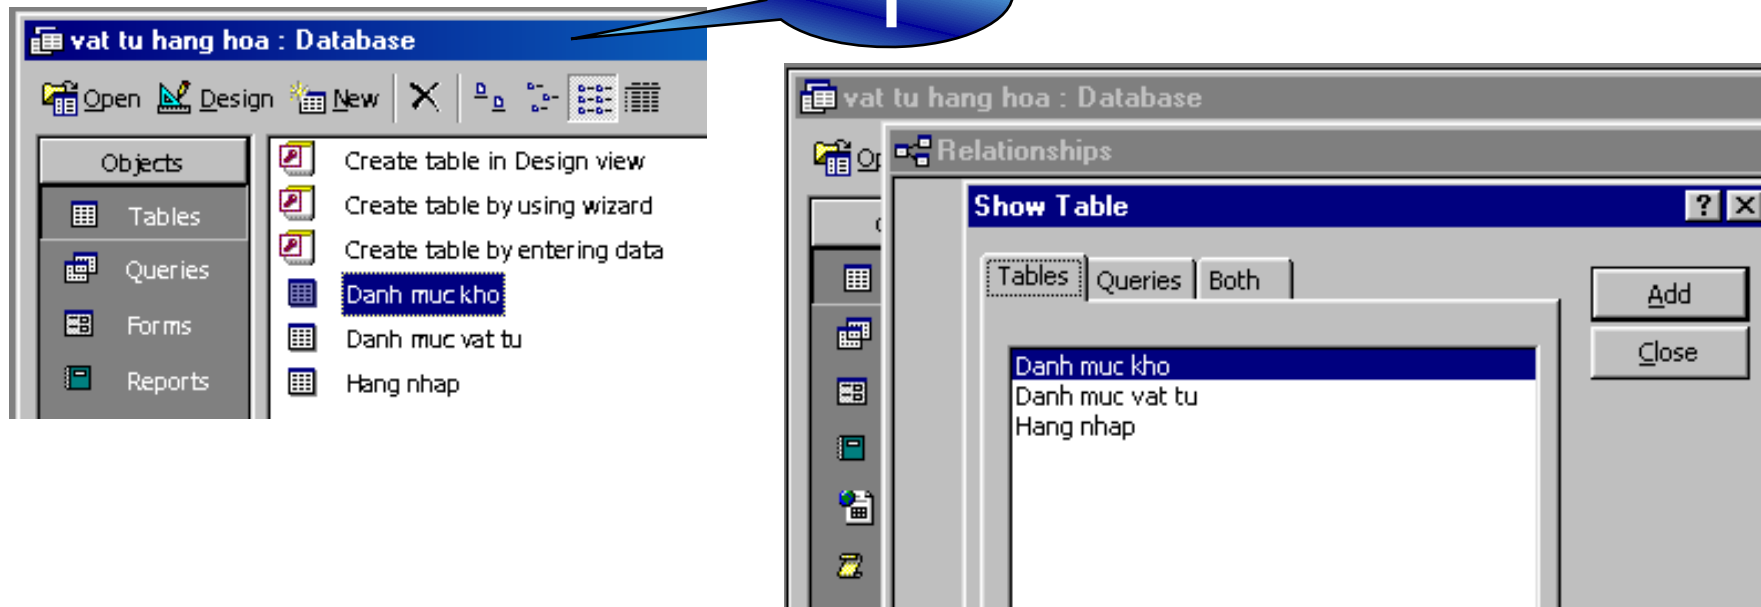 vat tu hang hoa : Database
Open Design New
Objects
Tables
Queries
Forms
Reports
Create table in Design view
Create table by using wizard
Create table by entering data
Danh muc kho
Danh muc vat tu
Hang nhap
vat tu hang hoa : Database
Relationships
Show Table
Tables Queries Both
Danh muc kho
Danh muc vat tu
Hang nhap
Add
Close